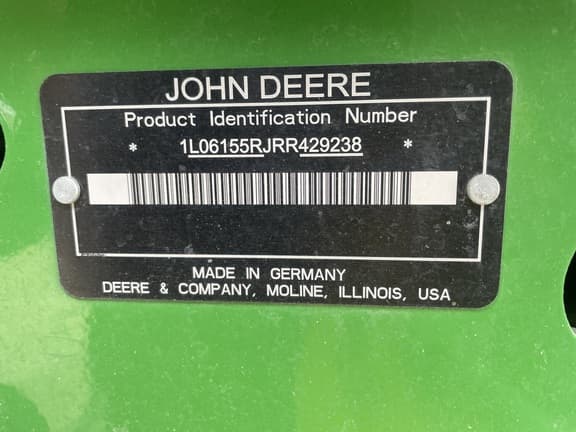 JOHN DEERE
Product Identification Number
* 1L06155RJRR429238 *
MADE IN GERMANY
DEERE & COMPANY, MOLINE, ILLINOIS, USA